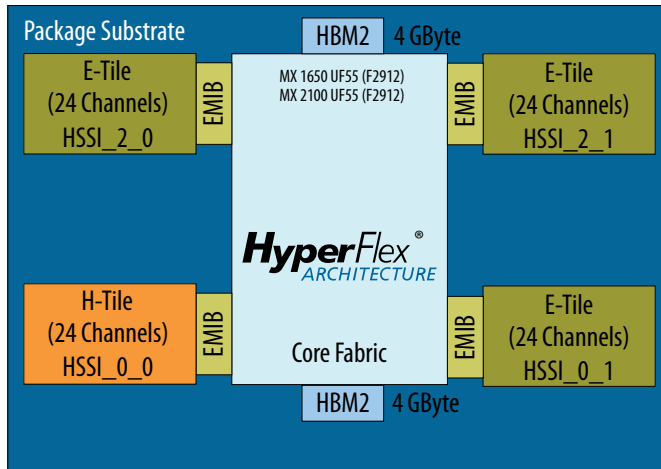 Package Substrate
HBM2
4 GByte
E-Tile
(24 Channels)
HSSI_2_0
EMIB
MX 1650 UF55 (F2912)
MX 2100 UF55 (F2912)
EMIB
E-Tile
(24 Channels)
HSSI_2_1
HyperFlex®
ARCHITECTURE
H-Tile
(24 Channels)
HSSI_0_0
EMIB
Core Fabric
EMIB
E-Tile
(24 Channels)
HSSI_0_1
HBM2
4 GByte